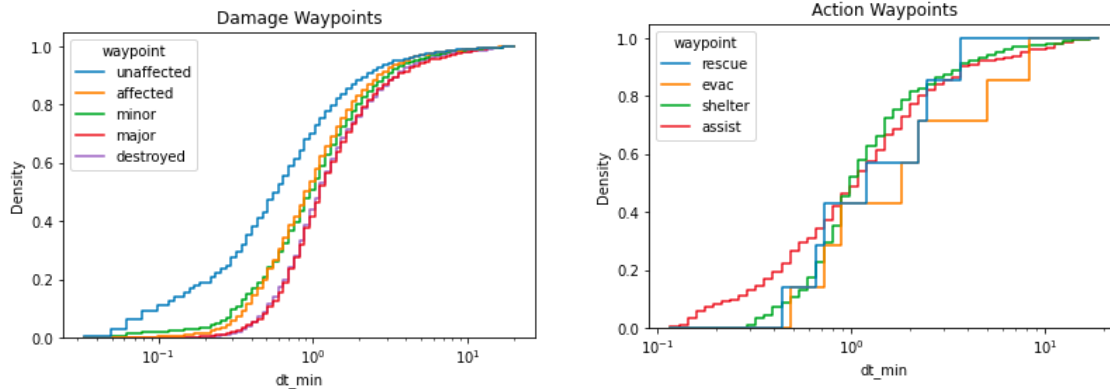 Damage Waypoints
Density
1.0
0.8
0.6
0.4
0.2
0.0
waypoint
unaffected
affected
minor
major
destroyed
10⁻¹
10⁰
10¹
dt_min
Action Waypoints
Density
1.0
0.8
0.6
0.4
0.2
0.0
waypoint
rescue
evac
shelter
assist
10⁻¹
10⁰
10¹
dt_min